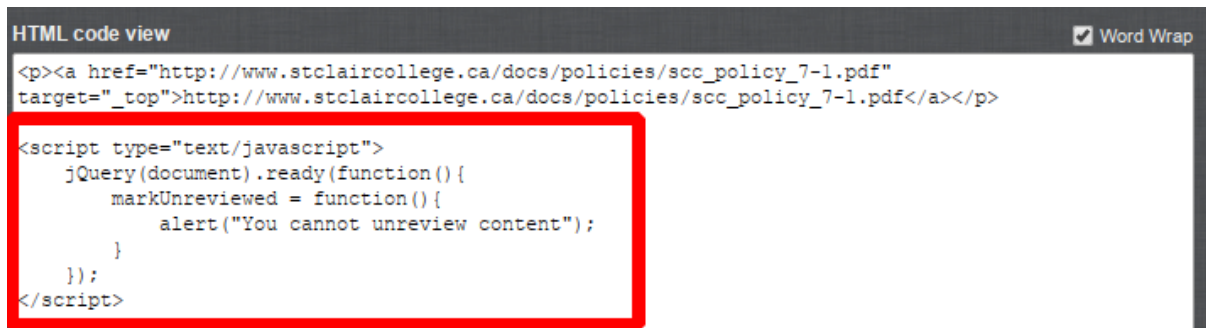 HTML code view
Word Wrap
<p><a href="http://www.stclaircollege.ca/docs/policies/scc_policy_7-1.pdf"
target="_top">http://www.stclaircollege.ca/docs/policies/scc_policy_7-1.pdf</a></p>
<script type="text/javascript">
    jQuery(document).ready(function(){
        markUnreviewed = function(){
            alert("You cannot unreview content");
        }
    });
</script>